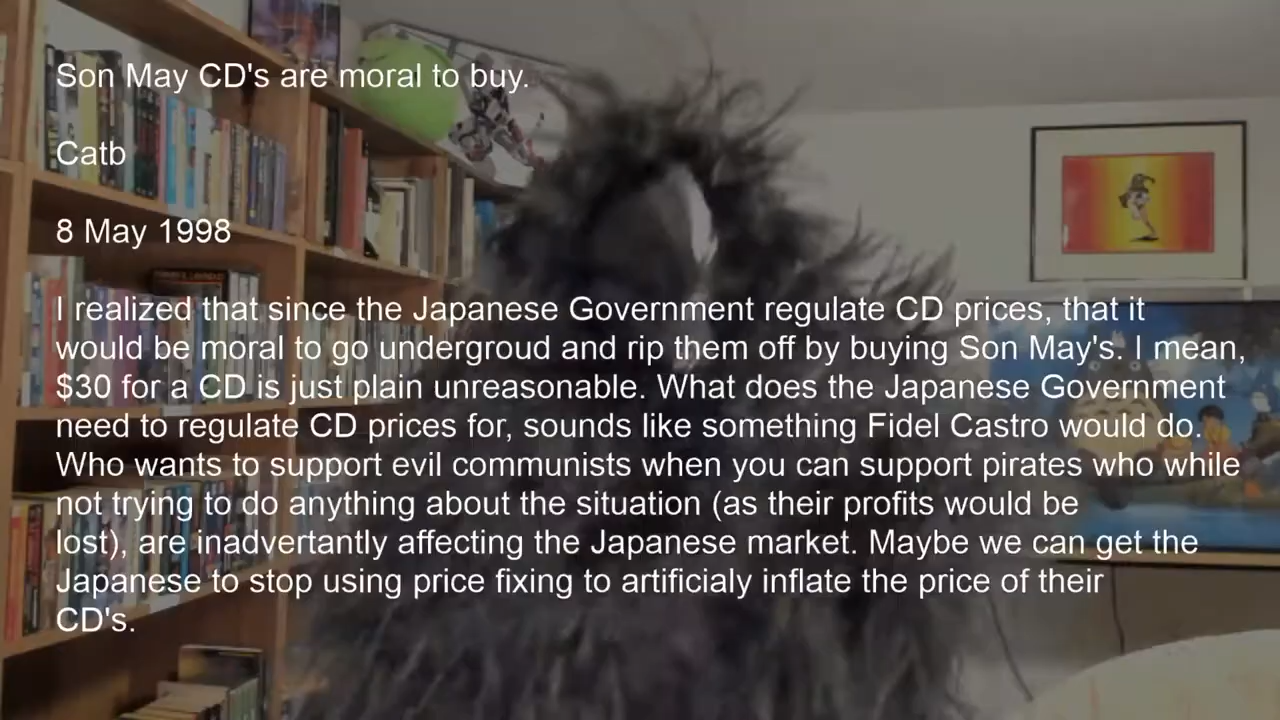 Son May CD's are moral to buy.
Catb
8 May 1998
I realized that since the Japanese Government regulate CD prices, that it
would be moral to go undergroud and rip them off by buying Son May's. I mean,
$30 for a CD is just plain unreasonable. What does the Japanese Government
need to regulate CD prices for, sounds like something Fidel Castro would do.
Who wants to support evil communists when you can support pirates who while
not trying to do anything about the situation (as their profits would be
lost), are inadvertantly affecting the Japanese market. Maybe we can get the
Japanese to stop using price fixing to artificialy inflate the price of their
CD's.